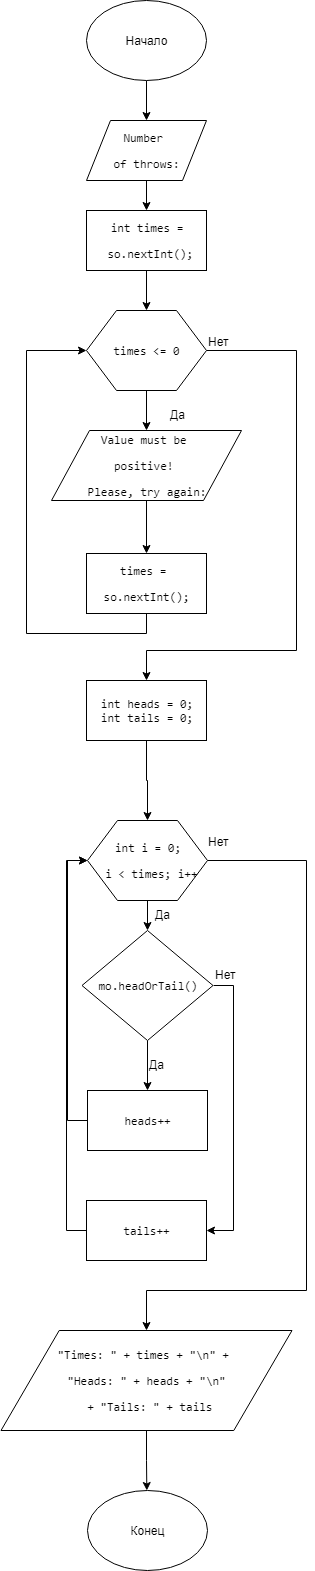 Начало
Number
of throws:
int times =
so.nextInt();
times <= 0
Нет
Да
Value must be
positive!
Please, try again:
times =
so.nextInt();
int heads = 0;
int tails = 0;
int i = 0;
i < times; i++
Нет
Да
mo.headOrTail()
Нет
Да
heads++
tails++
"Times: " + times + "\n" +
"Heads: " + heads + "\n"
+ "Tails: " + tails
Конец